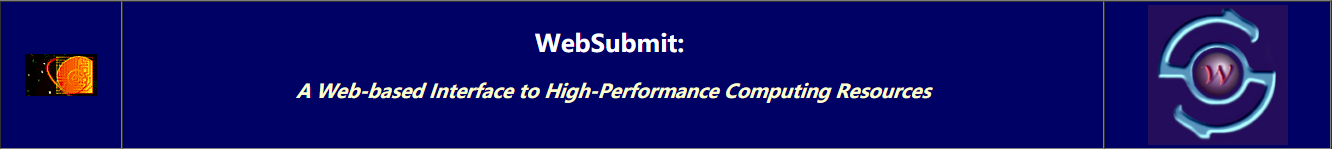 WebSubmit:
A Web-based Interface to High-Performance Computing Resources
W